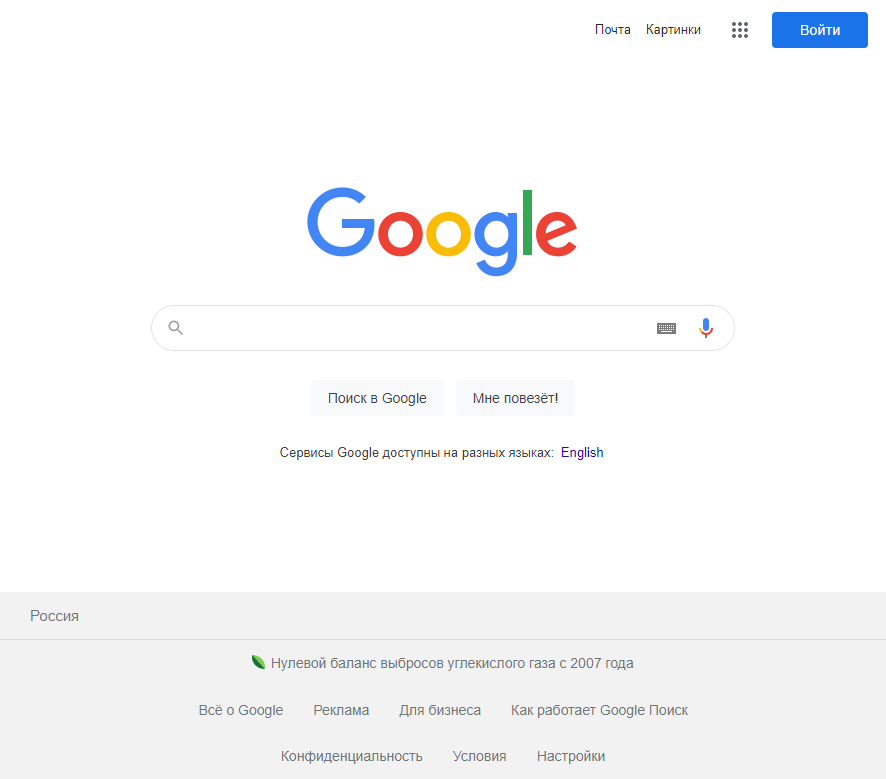 Почта Картинки Войти
Google
Поиск в Google Мне повезёт!
Сервисы Google доступны на разных языках: English
Россия
Нулевой баланс выбросов углекислого газа с 2007 года
Всё о Google Реклама Для бизнеса Как работает Google Поиск
Конфиденциальность Условия Настройки